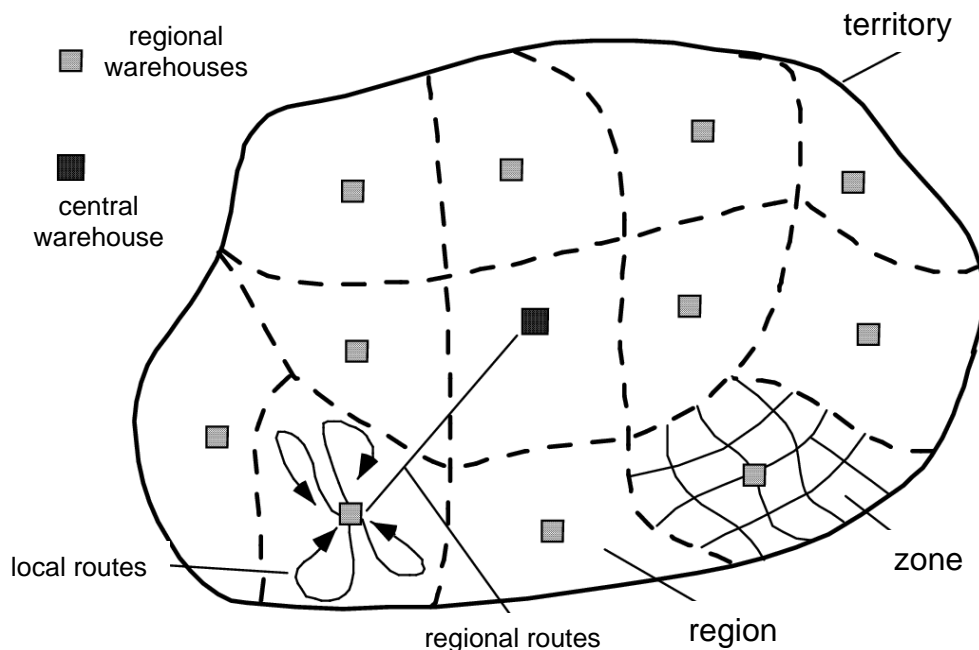 regional
warehouses
territory
central
warehouse
local routes
zone
regional routes
region